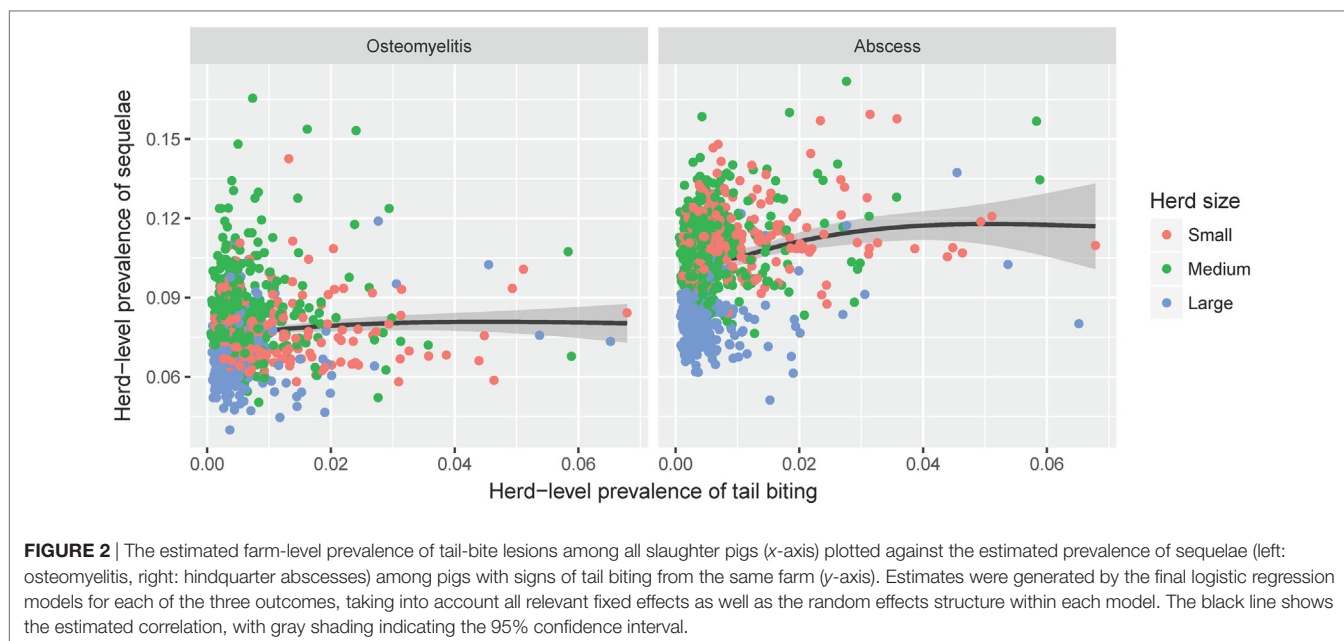 Osteomyelitis
Abscess
Herd-level prevalence of sequelae
0.15
0.12
0.09
0.06
0.00
0.02
0.04
0.06
0.00
0.02
0.04
0.06
Herd-level prevalence of tail biting
Herd size
Small
Medium
Large
FIGURE 2 | The estimated farm-level prevalence of tail-bite lesions among all slaughter pigs (x-axis) plotted against the estimated prevalence of sequelae (left:
osteomyelitis, right: hindquarter abscesses) among pigs with signs of tail biting from the same farm (y-axis). Estimates were generated by the final logistic regression
models for each of the three outcomes, taking into account all relevant fixed effects as well as the random effects structure within each model. The black line shows
the estimated correlation, with gray shading indicating the 95% confidence interval.